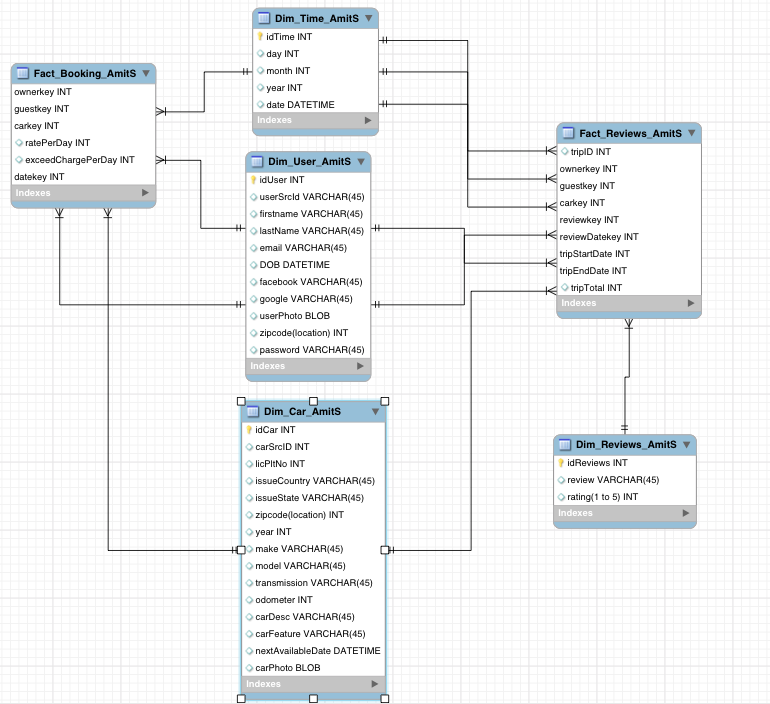 Dim_Time_AmitS
idTime INT
day INT
month INT
year INT
date DATETIME
Indexes
Fact_Booking_AmitS
ownerkey INT
guestkey INT
carkey INT
ratePerDay INT
exceedChargePerDay INT
datekey INT
Indexes
Dim_User_AmitS
idUser INT
userSrcId VARCHAR(45)
firstname VARCHAR(45)
lastName VARCHAR(45)
email VARCHAR(45)
DOB DATETIME
facebook VARCHAR(45)
google VARCHAR(45)
userPhoto BLOB
zipcode(location) INT
password VARCHAR(45)
Indexes
Fact_Reviews_AmitS
tripID INT
ownerkey INT
guestkey INT
carkey INT
reviewkey INT
reviewDatekey INT
tripStartDate INT
tripEndDate INT
tripTotal INT
Indexes
Dim_Car_AmitS
idCar INT
carSrcID INT
licPltNo INT
issueCountry VARCHAR(45)
issueState VARCHAR(45)
zipcode(location) INT
year INT
make VARCHAR(45)
model VARCHAR(45)
transmission VARCHAR(45)
odometer INT
carDesc VARCHAR(45)
carFeature VARCHAR(45)
nextAvailableDate DATETIME
carPhoto BLOB
Indexes
Dim_Reviews_AmitS
idReviews INT
review VARCHAR(45)
rating(1 to 5) INT
Indexes